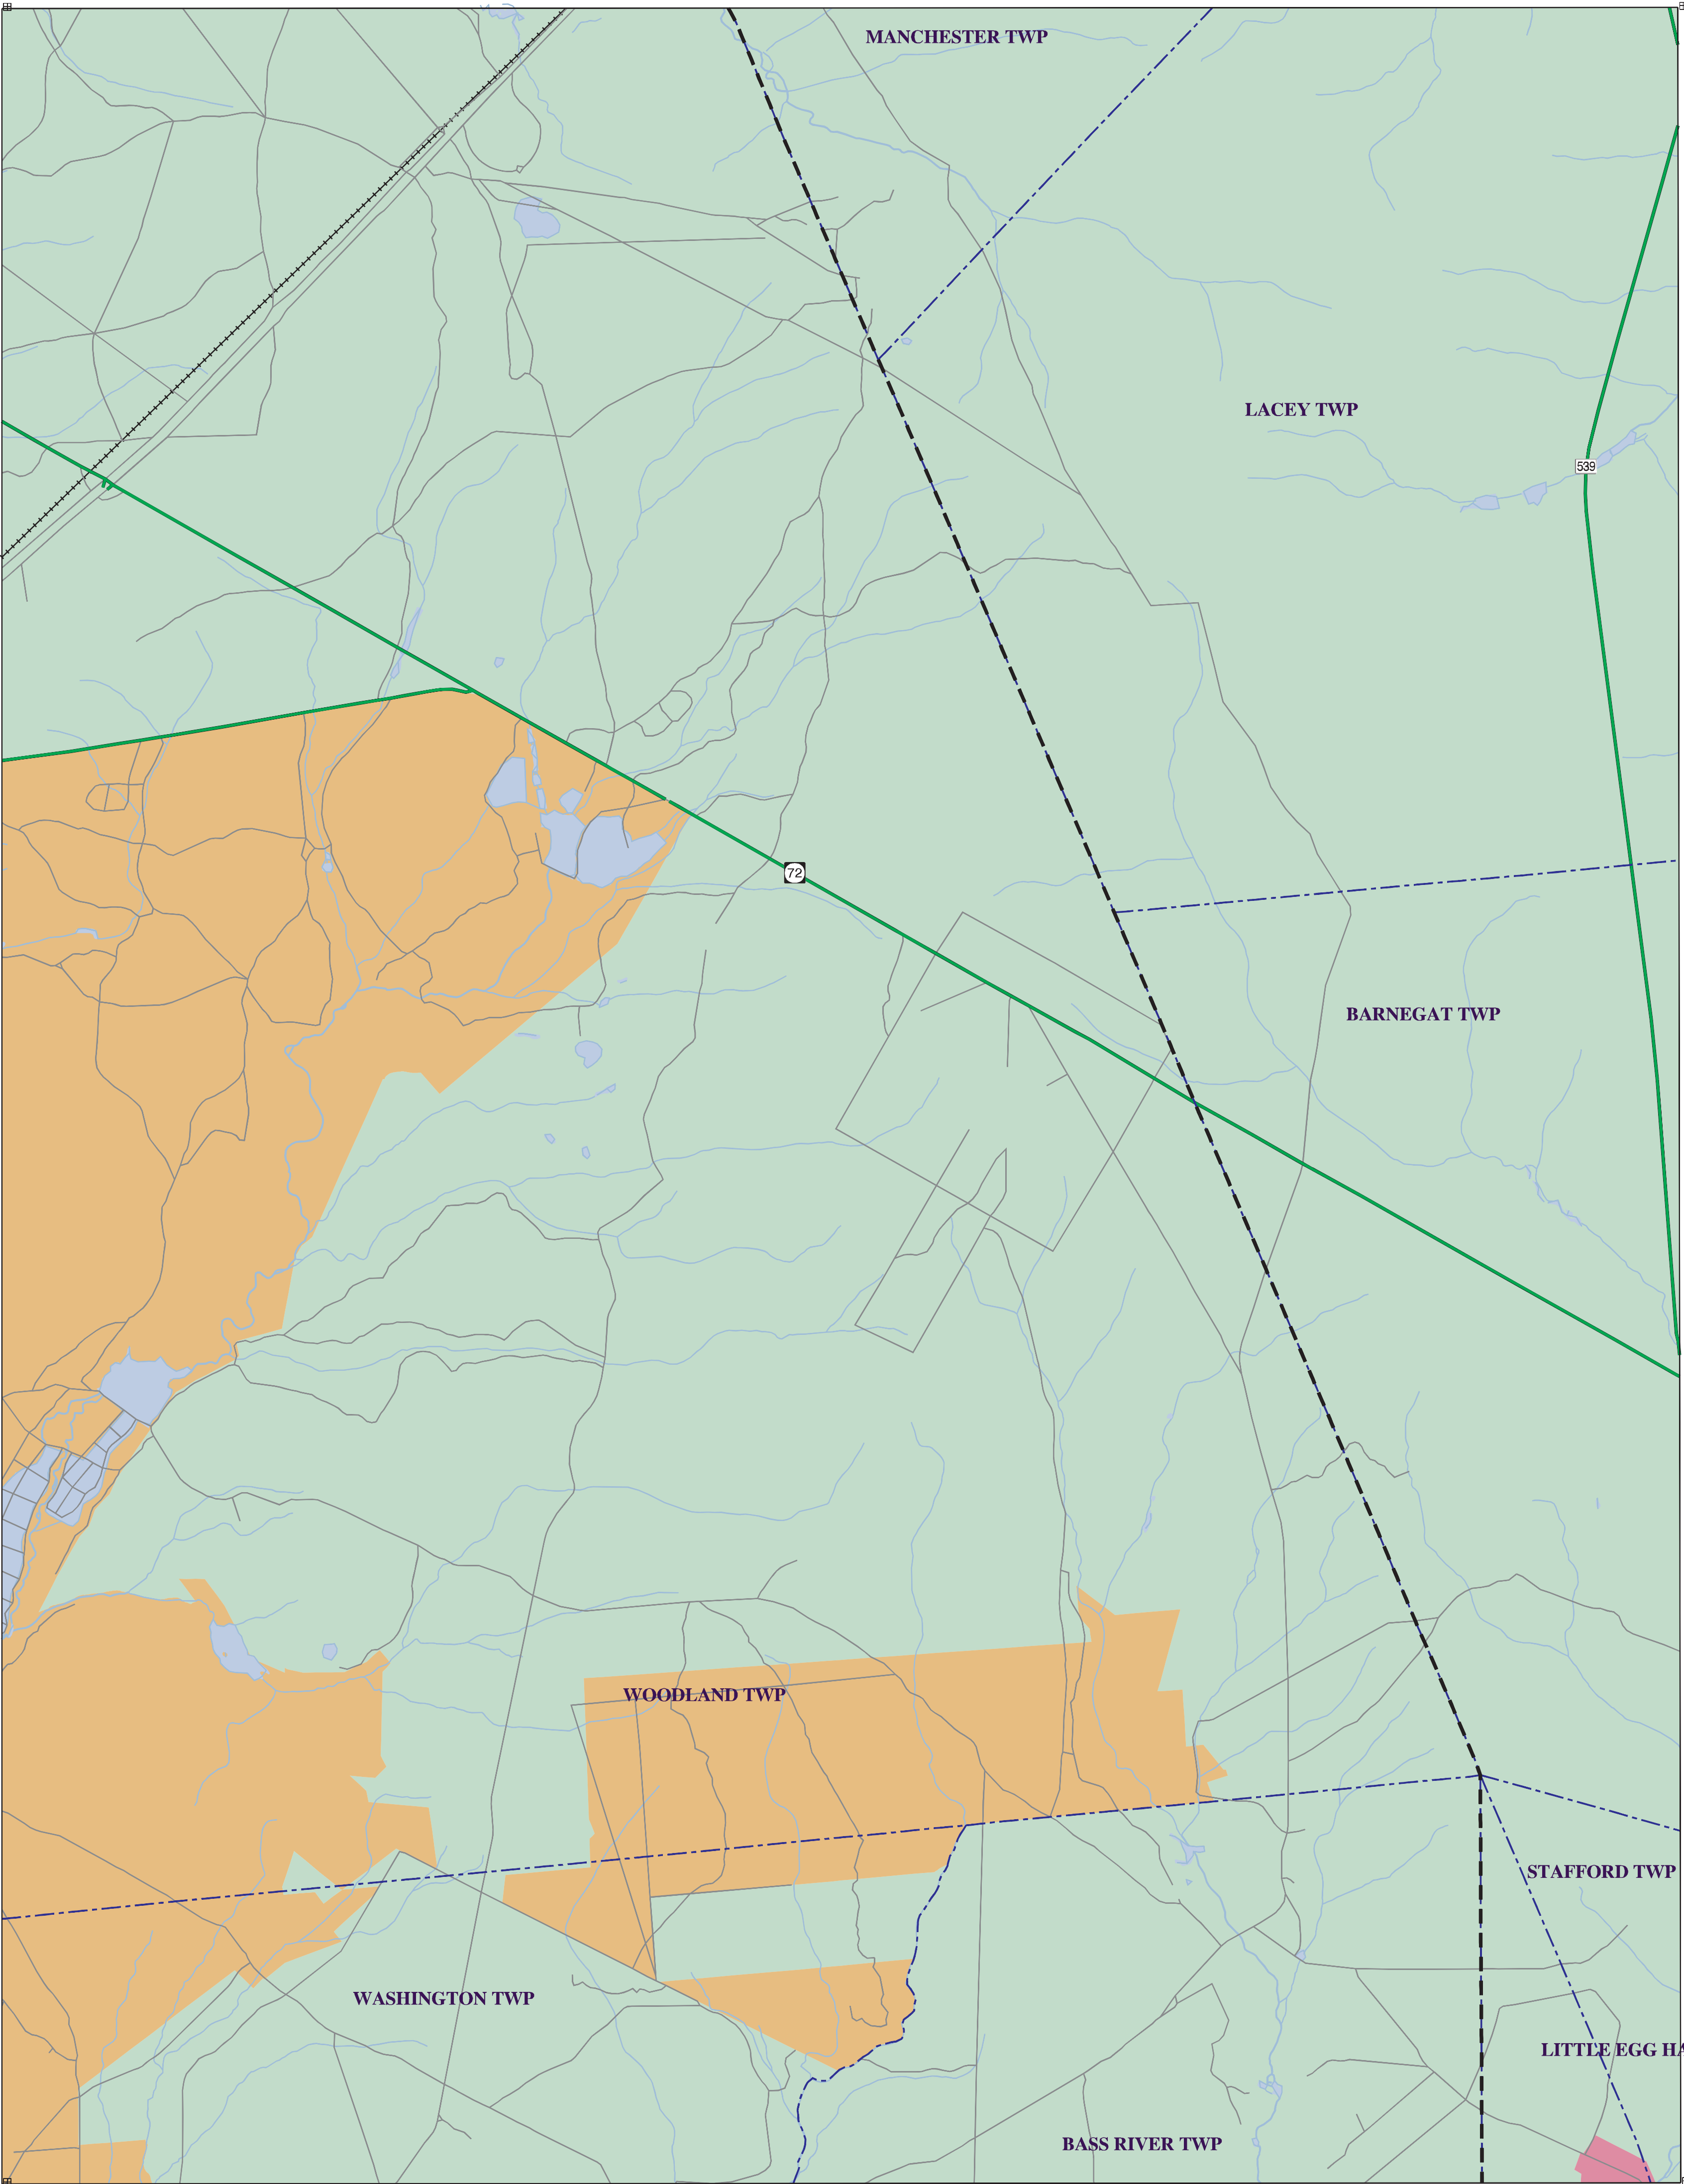 MANCHESTER TWP
LACEY TWP
539
72
BARNEGAT TWP
WOODLAND TWP
STAFFORD TWP
WASHINGTON TWP
LITTLE EGG HA
BASS RIVER TWP